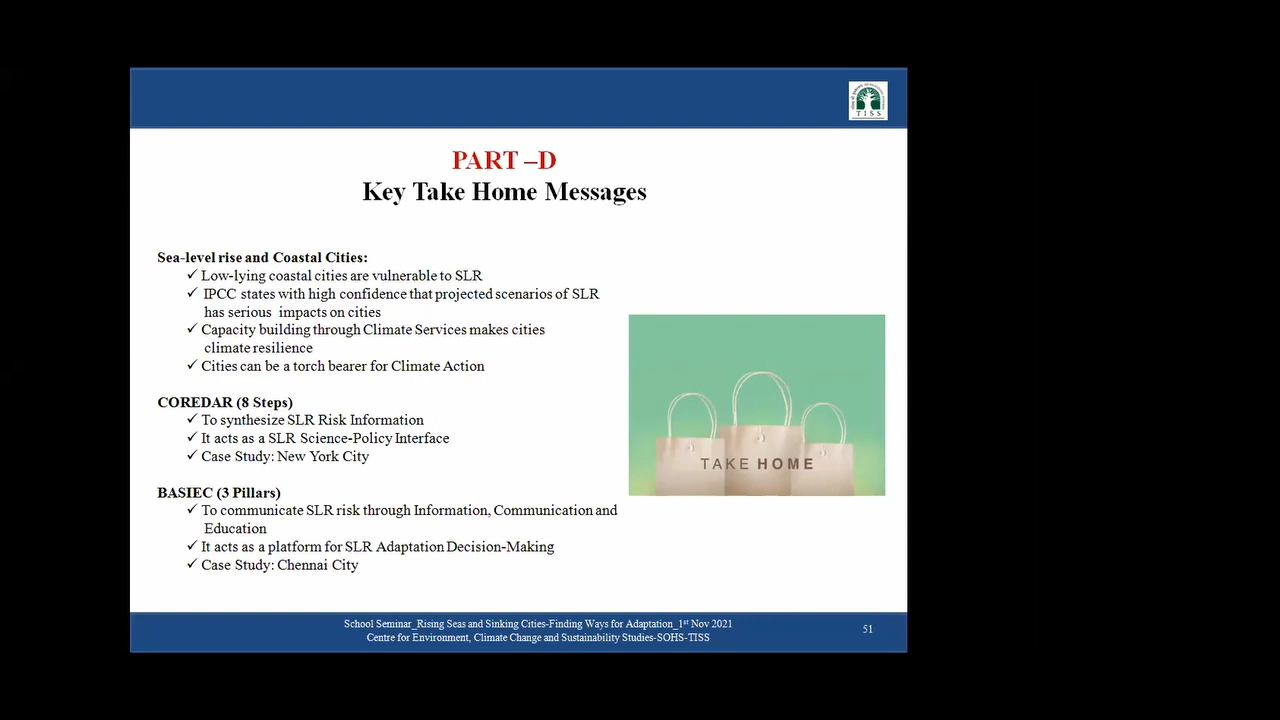 TISS
PART –D
Key Take Home Messages
Sea-level rise and Coastal Cities:
✓ Low-lying coastal cities are vulnerable to SLR
✓ IPCC states with high confidence that projected scenarios of SLR
has serious impacts on cities
✓ Capacity building through Climate Services makes cities
climate resilience
✓ Cities can be a torch bearer for Climate Action
COREDAR (8 Steps)
✓ To synthesize SLR Risk Information
✓ It acts as a SLR Science-Policy Interface
✓ Case Study: New York City
BASIEC (3 Pillars)
✓ To communicate SLR risk through Information, Communication and
Education
✓ It acts as a platform for SLR Adaptation Decision-Making
✓ Case Study: Chennai City
TAKE HOME
School Seminar_Rising Seas and Sinking Cities-Finding Ways for Adaptation_1st Nov 2021
Centre for Environment, Climate Change and Sustainability Studies-SOHS-TISS
51